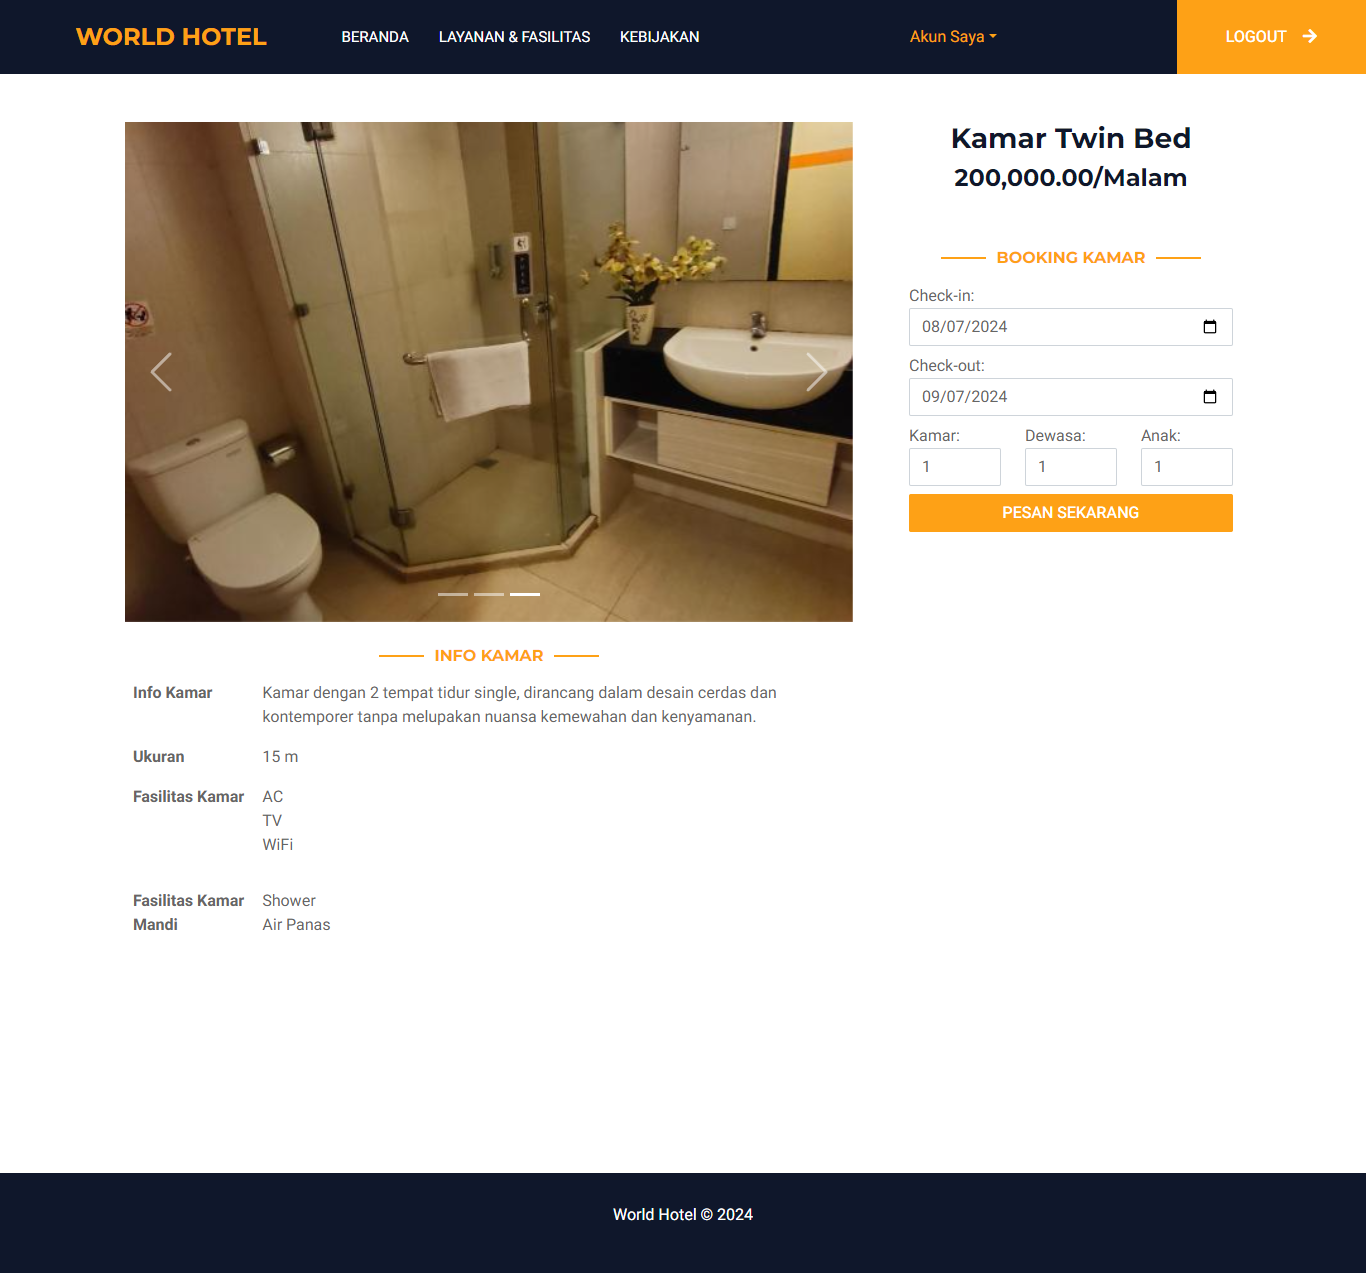 WORLD HOTEL
BERANDA
LAYANAN & FASILITAS
KEBIJAKAN
Akun Saya
LOGOUT
Kamar Twin Bed
200,000.00/Malam
BOOKING KAMAR
Check-in:
08/07/2024
Check-out:
09/07/2024
Kamar: Dewasa: Anak:
1 1 1
PESAN SEKARANG
INFO KAMAR
Info Kamar Kamar dengan 2 tempat tidur single, dirancang dalam desain cerdas dan
kontemporer tanpa melupakan nuansa kemewahan dan kenyamanan.
Ukuran 15 m
Fasilitas Kamar AC
TV
WiFi
Fasilitas Kamar Shower
Mandi Air Panas
World Hotel © 2024